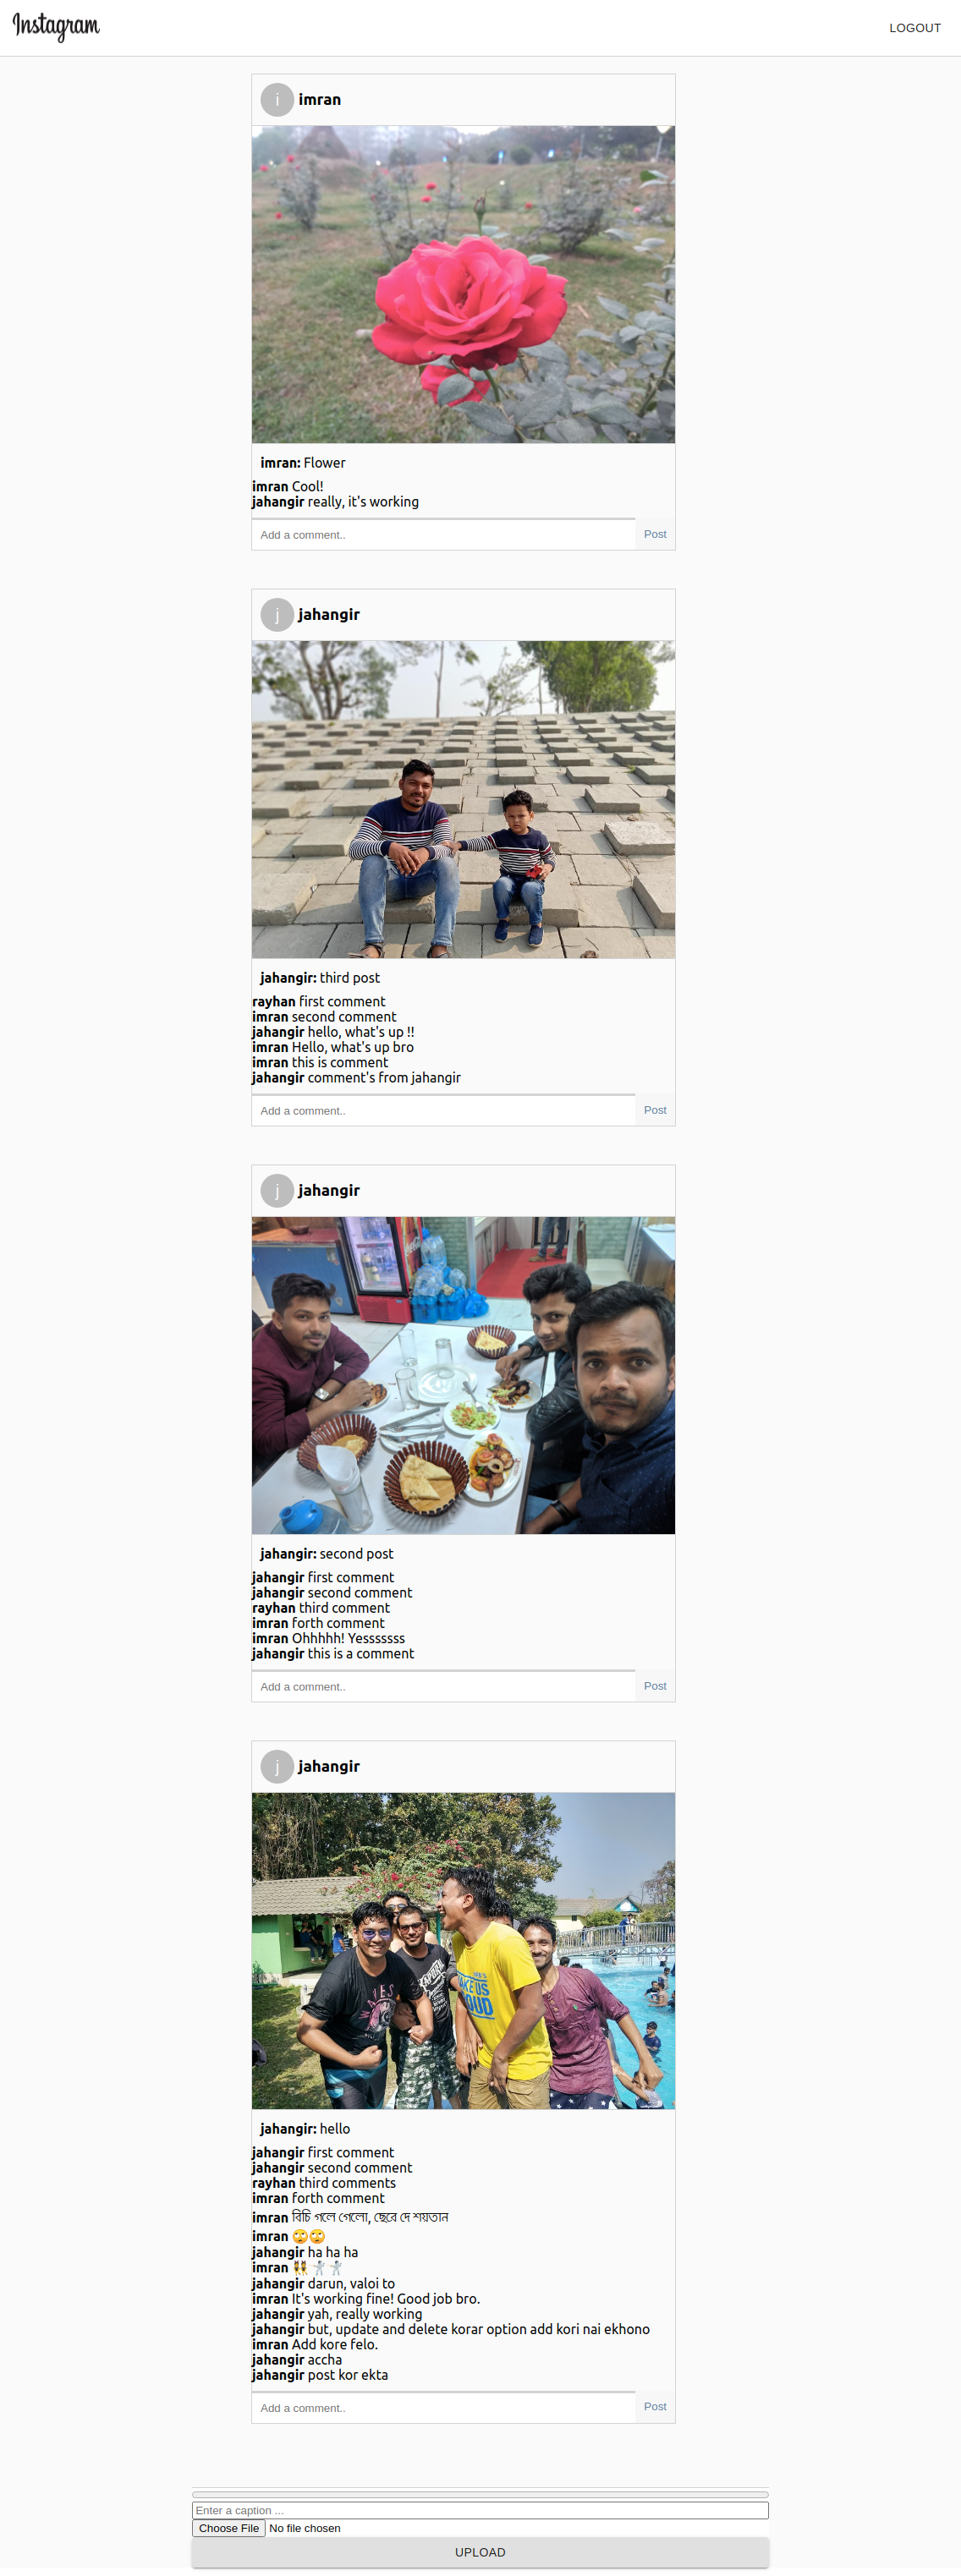 Instagram
LOGOUT
i imran
imran: Flower
imran Cool!
jahangir really, it's working
Add a comment..
Post
j jahangir
jahangir: third post
rayhan first comment
imran second comment
jahangir hello, what's up !!
imran Hello, what's up bro
imran this is comment
jahangir comment's from jahangir
Add a comment..
Post
j jahangir
jahangir: second post
jahangir first comment
jahangir second comment
rayhan third comment
imran forth comment
imran Ohhhhh! Yesssssss
jahangir this is a comment
Add a comment..
Post
j jahangir
jahangir: hello
jahangir first comment
jahangir second comment
rayhan third comments
imran forth comment
imran বিচি গলে গেলো, ছেরে দে শয়তান
imran 🙄🙄
jahangir ha ha ha
imran 👯🤺🤺
jahangir darun, valoi to
imran It's working fine! Good job bro.
jahangir yah, really working
jahangir but, update and delete korar option add kori nai ekhono
imran Add kore felo.
jahangir accha
jahangir post kor ekta
Add a comment..
Post
Enter a caption ...
Choose File No file chosen
UPLOAD